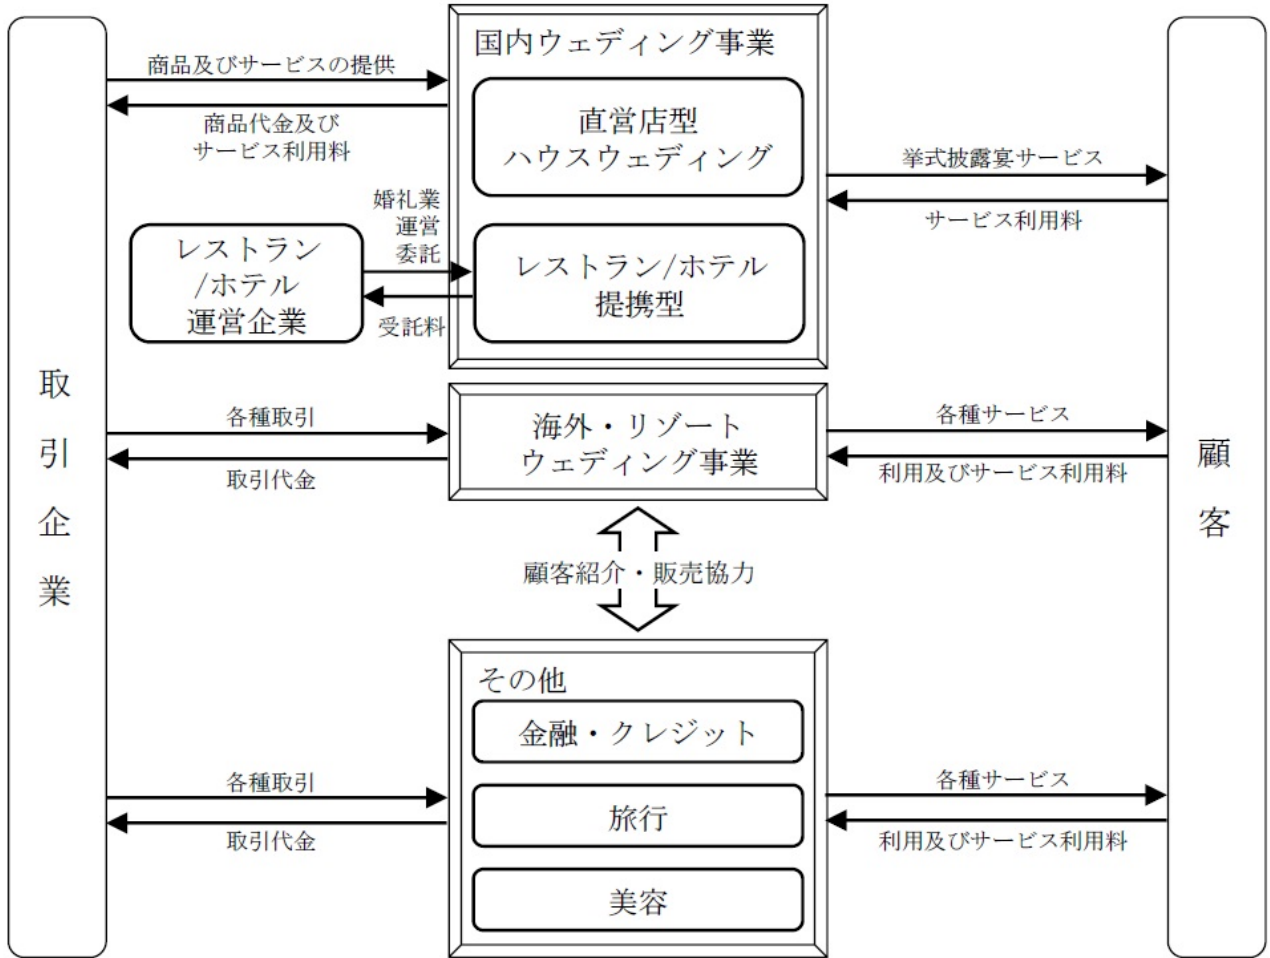 国内ウェディング事業
商品及びサービスの提供
商品代金及び
サービス利用料
直営店型
ハウスウェディング
挙式披露宴サービス
サービス利用料
婚礼業
運営
委託
レストラン
/ホテル
運営企業
レストラン/ホテル
提携型
受託料
取引企業
各種取引
取引代金
海外・リゾート
ウェディング事業
各種サービス
利用及びサービス利用料
顧客
顧客紹介・販売協力
その他
金融・クレジット
各種取引
取引代金
旅行
各種サービス
利用及びサービス利用料
美容